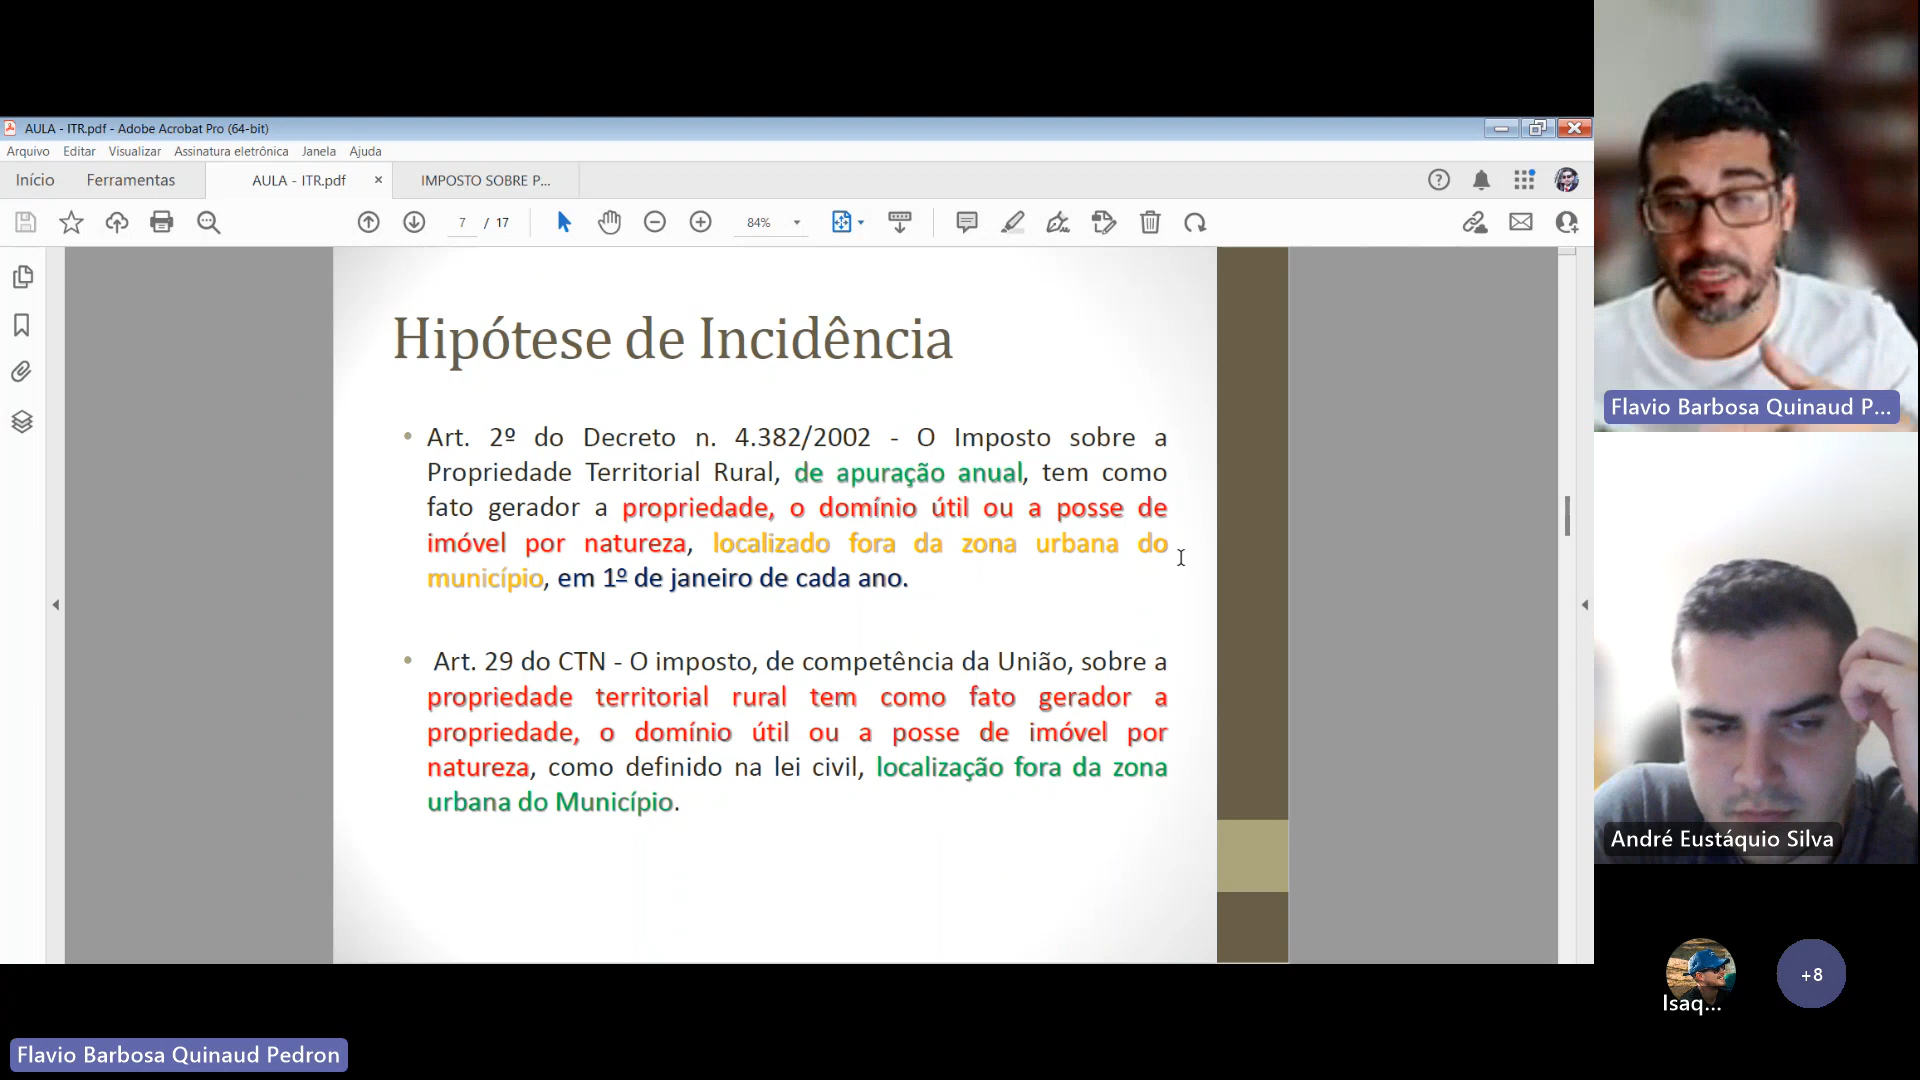 AULA - ITR.pdf - Adobe Acrobat Pro (64-bit)
Arquivo Editar Visualizar Assinatura eletrônica Janela Ajuda
Início Ferramentas AULA - ITR.pdf × IMPOSTO SOBRE P...
7 / 17 84%
Hipótese de Incidência
• Art. 2º do Decreto n. 4.382/2002 - O Imposto sobre a
Propriedade Territorial Rural, de apuração anual, tem como
fato gerador a propriedade, o domínio útil ou a posse de
imóvel por natureza, localizado fora da zona urbana do
município, em 1º de janeiro de cada ano.
• Art. 29 do CTN - O imposto, de competência da União, sobre a
propriedade territorial rural tem como fato gerador a
propriedade, o domínio útil ou a posse de imóvel por
natureza, como definido na lei civil, localização fora da zona
urbana do Município.
Flavio Barbosa Quinaud P...
André Eustáquio Silva
Isaq...
+8
Flavio Barbosa Quinaud Pedron